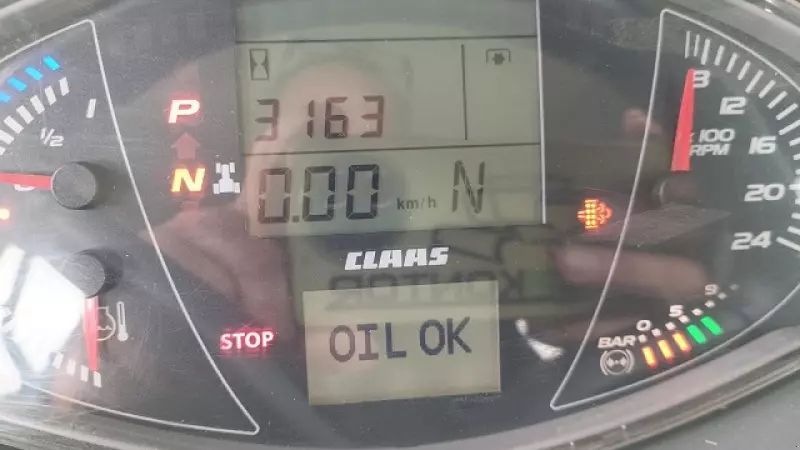 1
1/2
P
N
3163
0.00 km/h N
CLAAS
STOP
OIL OK
8
12
16
20
24
x 100
RPM
BAR
0
5
9